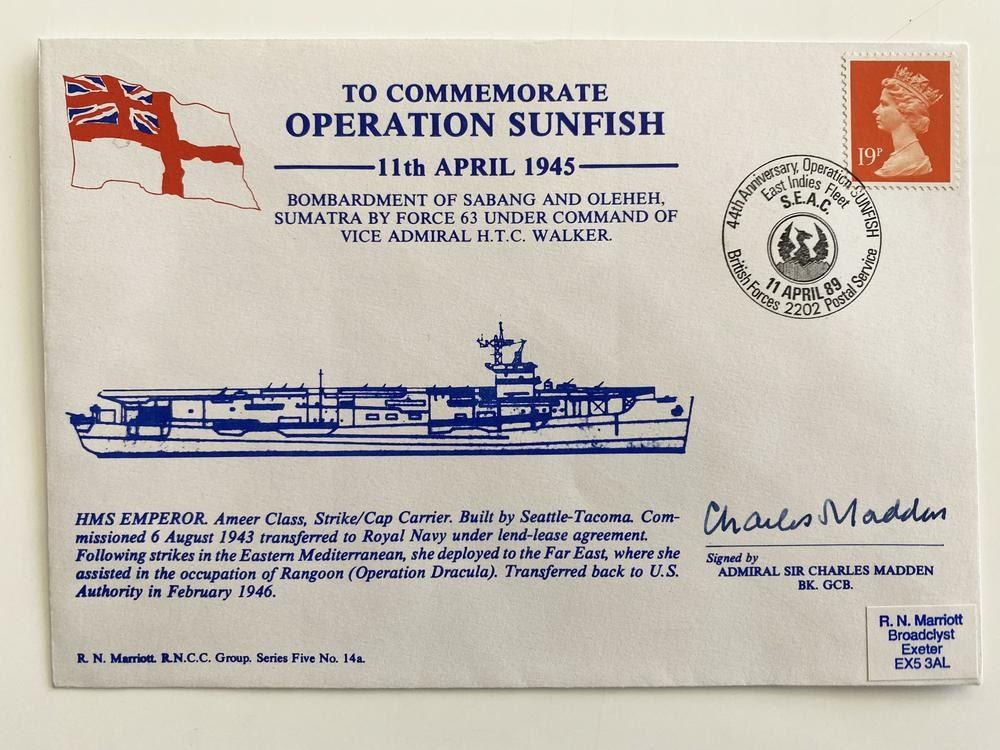 TO COMMEMORATE
OPERATION SUNFISH
11th APRIL 1945
BOMBARDMENT OF SABANG AND OLEHEH,
SUMATRA BY FORCE 63 UNDER COMMAND OF
VICE ADMIRAL H.T.C. WALKER.
19P
44th Anniversary, Operation SUNFISH
East Indies Fleet
S.E.A.C.
11 APRIL 89
British Forces 2202 Postal Service
HMS EMPEROR. Ameer Class, Strike/Cap Carrier. Built by Seattle-Tacoma. Com-
missioned 6 August 1943 transferred to Royal Navy under lend-lease agreement.
Following strikes in the Eastern Mediterranean, she deployed to the Far East, where she
assisted in the occupation of Rangoon (Operation Dracula). Transferred back to U.S.
Authority in February 1946.
Charles Madden
Signed by
ADMIRAL SIR CHARLES MADDEN
BK. GCB.
R. N. Marriott. R.N.C.C. Group. Series Five No. 14a.
R. N. Marriott
Broadclyst
Exeter
EX5 3AL